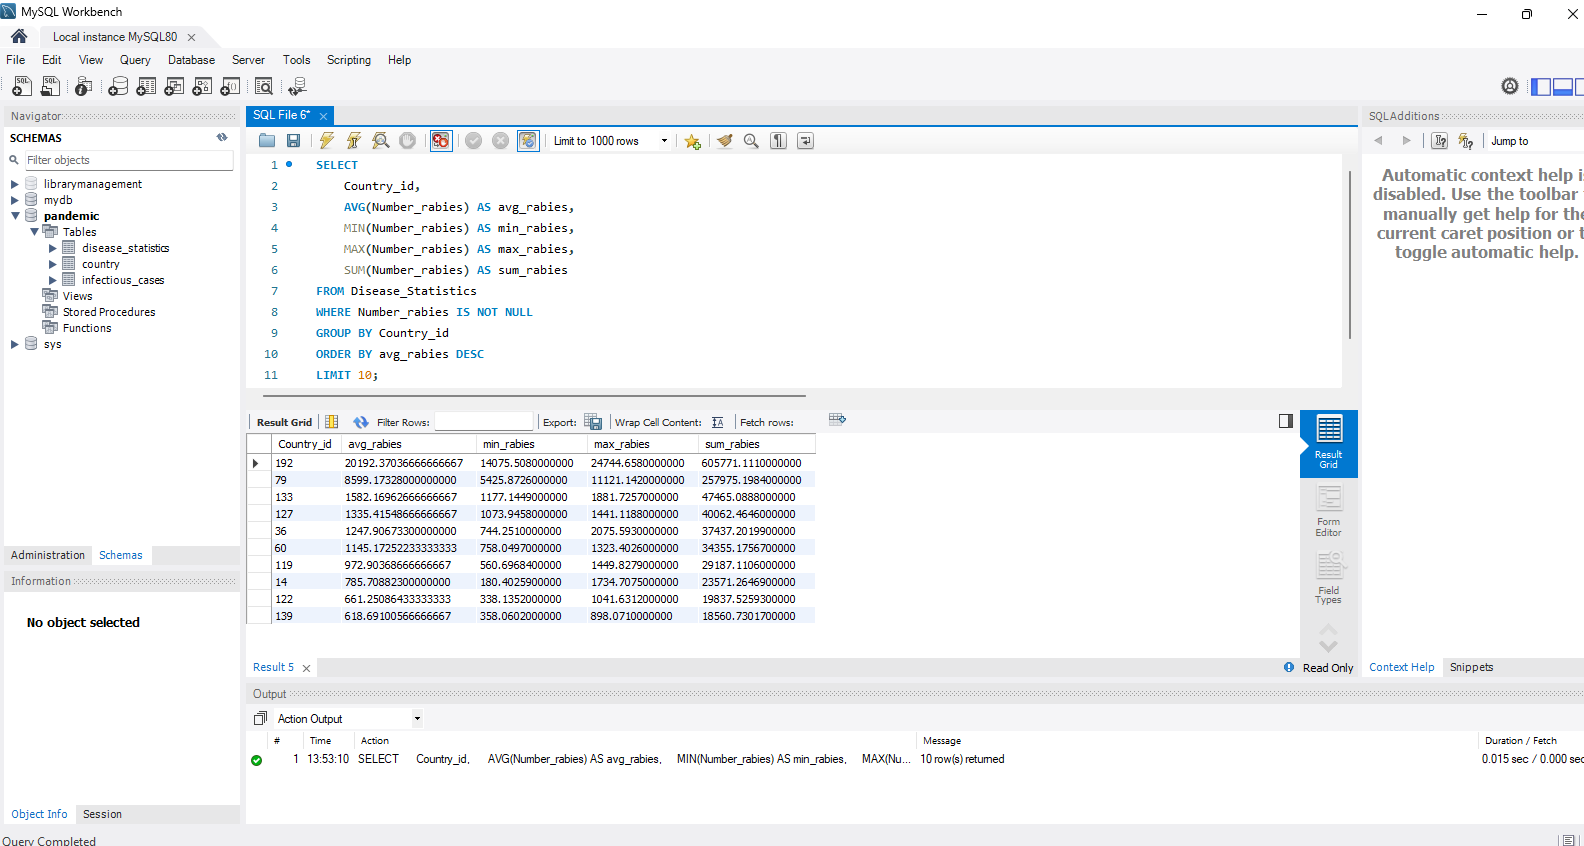 MySQL Workbench
Local instance MySQL80
File Edit View Query Database Server Tools Scripting Help
Navigator
SCHEMAS
Filter objects
librarymanagement
mydb
pandemic
Tables
disease_statistics
country
infectious_cases
Views
Stored Procedures
Functions
sys
Administration Schemas
Information
No object selected
Object Info Session
Query Completed
SQL File 6*
Limit to 1000 rows
1 SELECT
2 Country_id,
3 AVG(Number_rabies) AS avg_rabies,
4 MIN(Number_rabies) AS min_rabies,
5 MAX(Number_rabies) AS max_rabies,
6 SUM(Number_rabies) AS sum_rabies
7 FROM Disease_Statistics
8 WHERE Number_rabies IS NOT NULL
9 GROUP BY Country_id
10 ORDER BY avg_rabies DESC
11 LIMIT 10;
Result Grid Filter Rows: Export: Wrap Cell Content: Fetch rows:
Country_id avg_rabies min_rabies max_rabies sum_rabies
192 20192.37036666666667 14075.5080000000 24744.6580000000 605771.1110000000
79 8599.17328000000000 5425.8726000000 11121.1420000000 257975.1984000000
133 1582.16962666666667 1177.1449000000 1881.7257000000 47465.0888000000
127 1335.41548666666667 1073.9458000000 1441.1188000000 40062.4646000000
36 1247.90673300000000 744.2510000000 2075.5930000000 37437.2019900000
60 1145.17252233333333 758.0497000000 1323.4026000000 34355.1756700000
119 972.90368666666667 560.6968400000 1449.8279000000 29187.1106000000
14 785.70882300000000 180.4025900000 1734.7075000000 23571.2646900000
122 661.25086433333333 338.1352000000 1041.6312000000 19837.5259300000
139 618.69100566666667 358.0602000000 898.0710000000 18560.7301700000
Result Grid
Form Editor
Field Types
Result 5
Read Only
Output
Action Output
# Time Action Message Duration / Fetch
1 13:53:10 SELECT Country_id, AVG(Number_rabies) AS avg_rabies, MIN(Number_rabies) AS min_rabies, MAX(Nu... 10 row(s) returned 0.015 sec / 0.000 sec
SQLAdditions
Jump to
Automatic context help is
disabled. Use the toolbar
manually get help for the
current caret position or
toggle automatic help.
Context Help Snippets